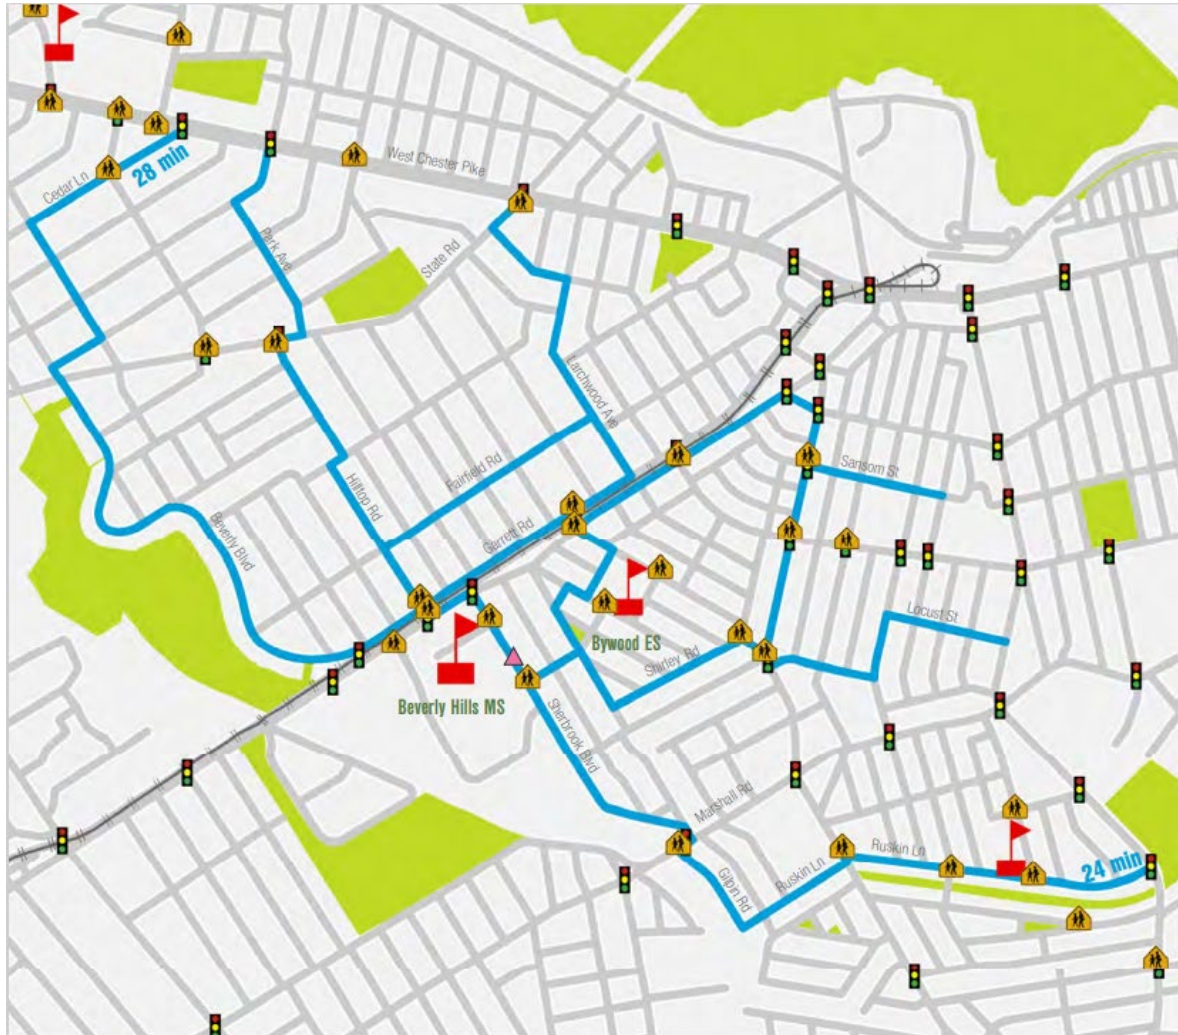 West Chester Pike
Cedar Ln
28 min
Park Ave
State Rd
Larchwood Ave
Fairfield Rd
Sansom St
Hilltop Rd
Garrett Rd
Beverly Blvd
Locust St
Bywood ES
Shirley Rd
Beverly Hills MS
Sherbrook Blvd
Marshall Rd
Ruskin Ln
Ruskin Ln
24 min
Gilpin Rd